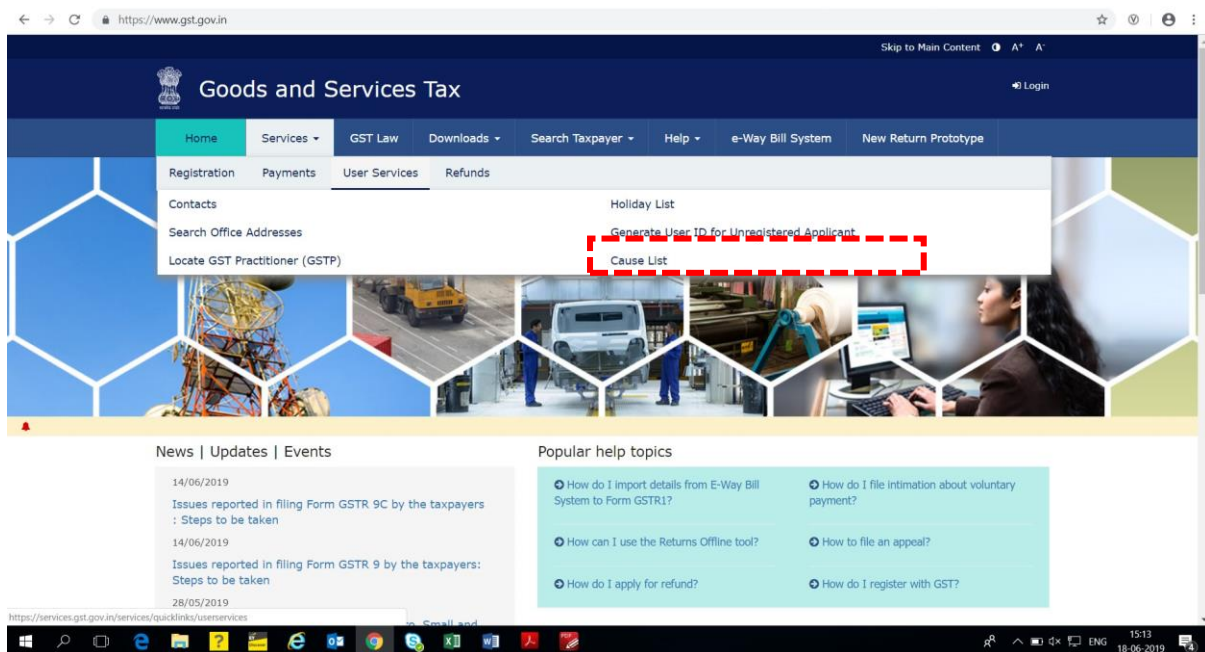 https://www.gst.gov.in
Skip to Main Content A+ A-
Goods and Services Tax
Login
Home Services GST Law Downloads Search Taxpayer Help e-Way Bill System New Return Prototype
Registration Payments User Services Refunds
Contacts Holiday List
Search Office Addresses Generate User ID for Unregistered Applicant
Locate GST Practitioner (GSTP) Cause List
News | Updates | Events
14/06/2019
Issues reported in filing Form GSTR 9C by the taxpayers
: Steps to be taken
14/06/2019
Issues reported in filing Form GSTR 9 by the taxpayers:
Steps to be taken
28/05/2019
Small and
Popular help topics
How do I import details from E-Way Bill
System to Form GSTR1?
How do I file intimation about voluntary
payment?
How can I use the Returns Offline tool?
How to file an appeal?
How do I apply for refund?
How do I register with GST?
https://services.gst.gov.in/services/quicklinks/userservices
ENG 15:13
18-06-2019